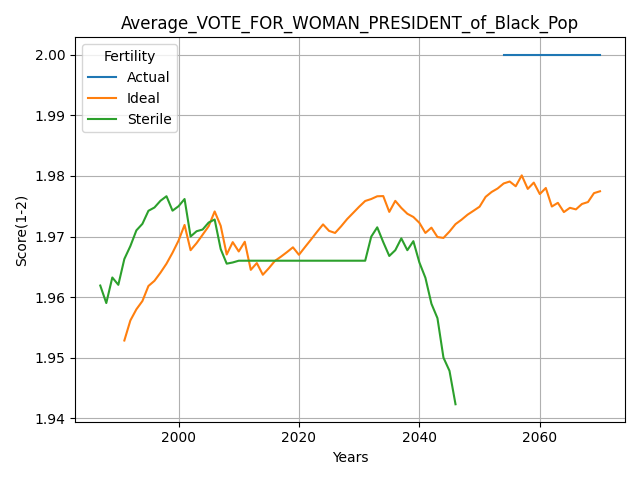 Average_VOTE_FOR_WOMAN_PRESIDENT_of_Black_Pop
Fertility
Actual
Ideal
Sterile
Score(1-2)
2.00
1.99
1.98
1.97
1.96
1.95
1.94
2000 2020 2040 2060
Years